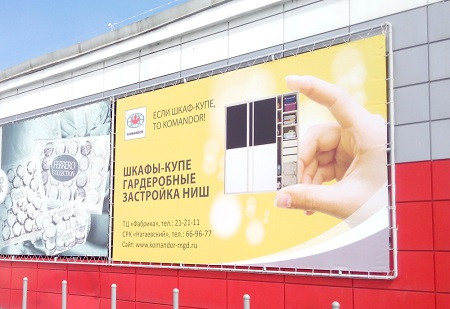 FERRERO
COLLECTION
KOMANDOR
ЕСЛИ ШКАФ-КУПЕ,
ТО KOMANDOR!
ШКАФЫ-КУПЕ
ГАРДЕРОБНЫЕ
ЗАСТРОЙКА НИШ
ТЦ «Фабрика», тел.: 21-21-11
СРК «Нагаевский», тел.: 66-96-77
Сайт: www.komandor-mgd.ru